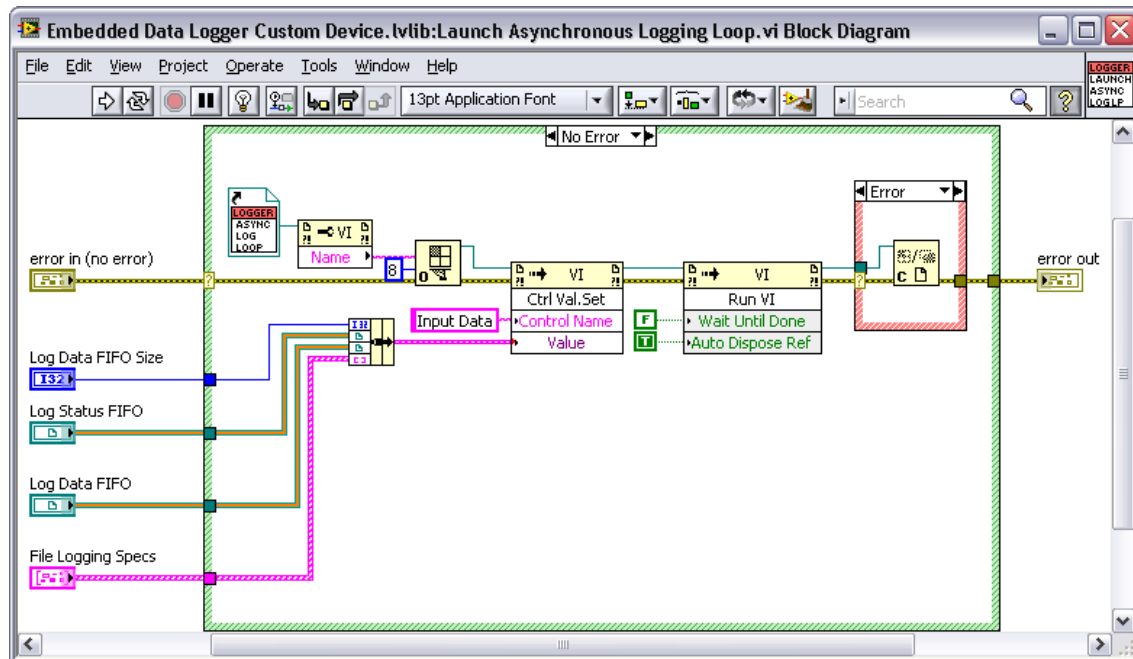 Embedded Data Logger Custom Device.lvlib:Launch Asynchronous Logging Loop.vi Block Diagram
File Edit View Project Operate Tools Window Help
13pt Application Font
Search
LOGGER
LAUNCH
ASYNC
LOGLP
No Error
Error
LOGGER
ASYNC
LOG
LOOP
VI
Name
8
error in (no error)
error out
VI
Ctrl Val.Set
Control Name
Value
VI
Run VI
Wait Until Done
Auto Dispose Ref
Input Data
F
T
I32
Log Data FIFO Size
I32
Log Status FIFO
Log Data FIFO
File Logging Specs